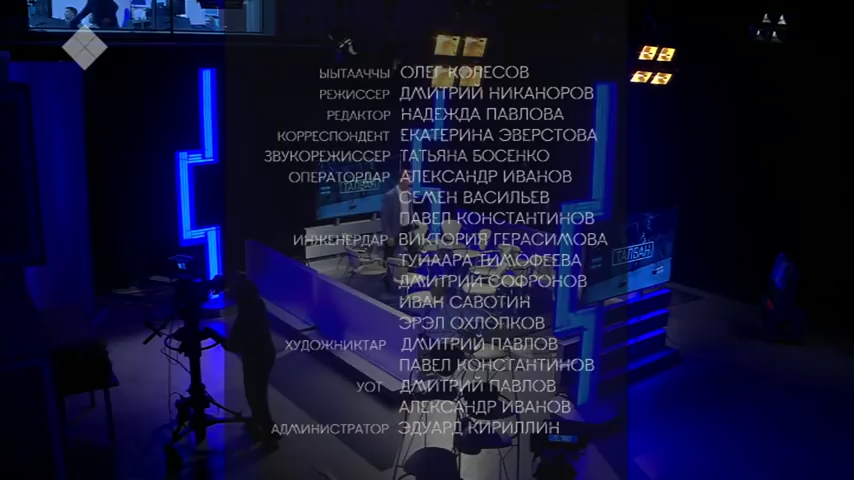 ЫЫТААЧЧЫ ОЛЕГ КОЛЕСОВ
РЕЖИССЕР ДМИТРИЙ НИКАНОРОВ
РЕДАКТОР НАДЕЖДА ПАВЛОВА
КОРРЕСПОНДЕНТ ЕКАТЕРИНА ЭВЕРСТОВА
ЗВУКОРЕЖИССЕР ТАТЬЯНА БОСЕНКО
ОПЕРАТОРДАР АЛЕКСАНДР ИВАНОВ
СЕМЕН ВАСИЛЬЕВ
ПАВЕЛ КОНСТАНТИНОВ
ИНЖЕНЕРДАР ВИКТОРИЯ ГЕРАСИМОВА
ТУЙААРА ТИМОФЕЕВА
ДМИТРИЙ СОФРОНОВ
ИВАН САВОТИН
ЭРЭЛ ОХЛОПКОВ
ХУДОЖНИКТАР ДМИТРИЙ ПАВЛОВ
ПАВЕЛ КОНСТАНТИНОВ
УОТ ДМИТРИЙ ПАВЛОВ
АЛЕКСАНДР ИВАНОВ
АДМИНИСТРАТОР ЭДУАРД КИРИЛЛИН
ТАЛБАН
ТАЛБАН